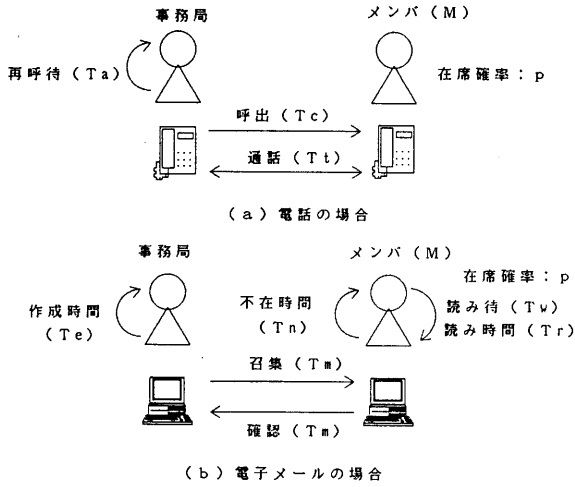 事務局
メンバ(M)
再呼待(Ta)
在席確率:p
呼出(Tc)
通話(Tt)
(a)電話の場合
事務局
メンバ(M)
在席確率:p
作成時間
(Te)
不在時間
(Tn)
読み待(Tw)
読み時間(Tr)
召集(Tm)
確認(Tm)
(b)電子メールの場合